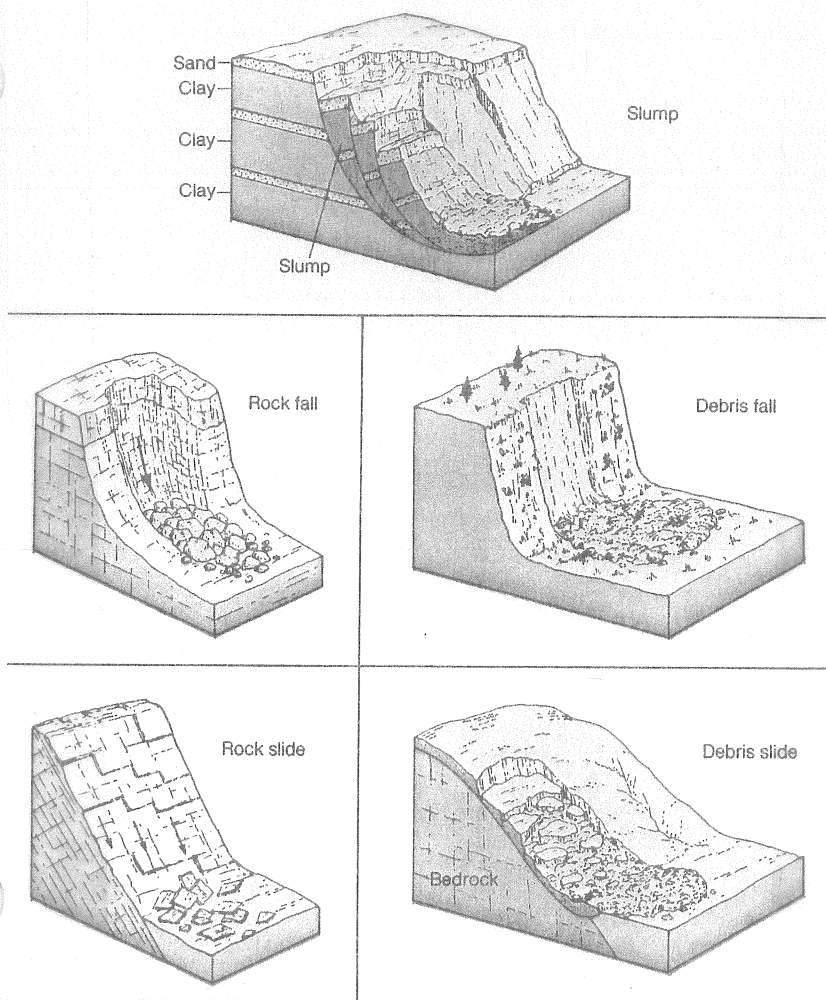 Sand
Clay
Slump
Clay
Clay
Slump
Rock fall
Debris fall
Rock slide
Debris slide
Bedrock